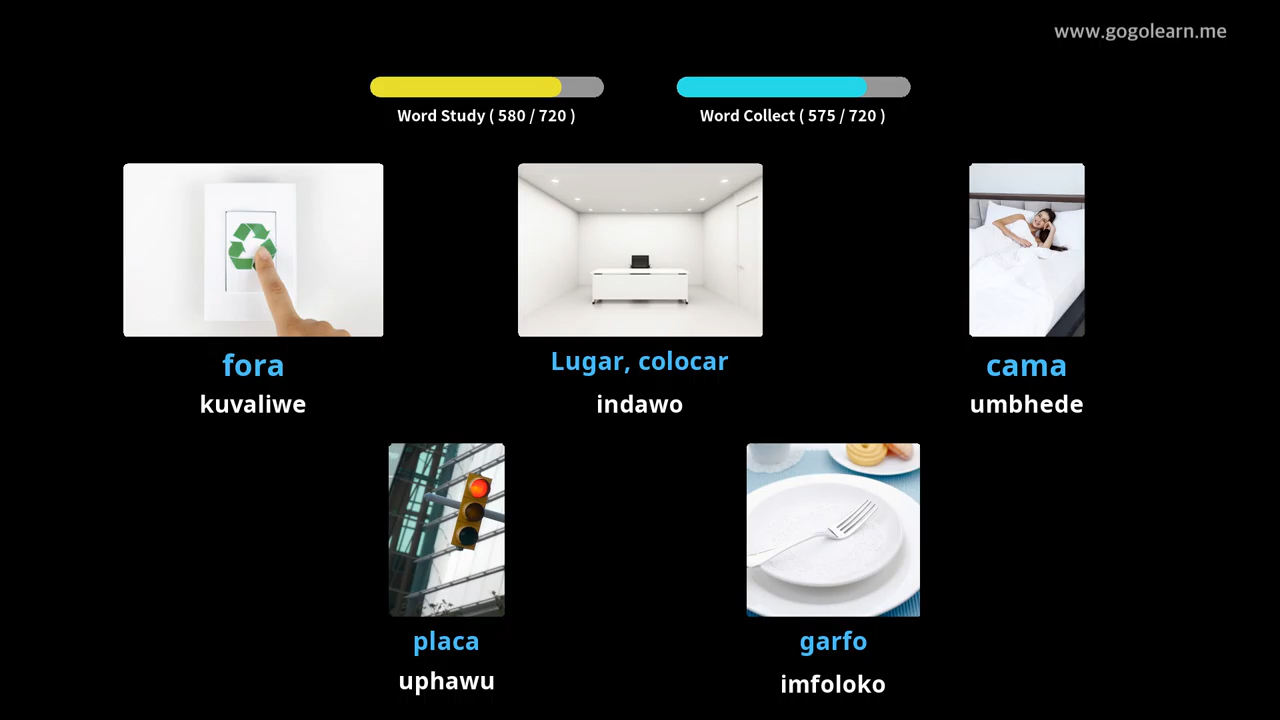 www.gogolearn.me
Word Study ( 580 / 720 )
Word Collect ( 575 / 720 )
fora
kuvaliwe
Lugar, colocar
indawo
cama
umbhede
placa
uphawu
garfo
imfoloko